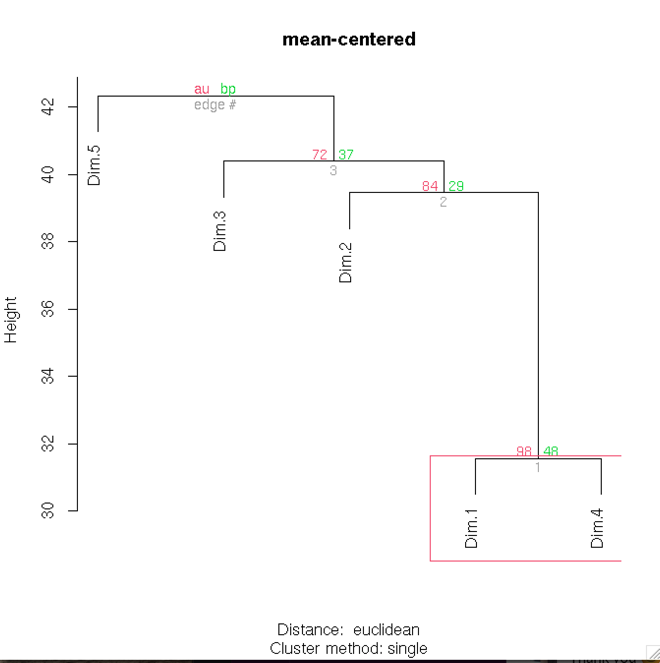 mean-centered
au bp
edge #
Dim.5
72 37
3
Dim.3
84 29
2
Dim.2
98 48
1
Dim.1
Dim.4
Height
42
40
38
36
34
32
30
Distance: euclidean
Cluster method: single